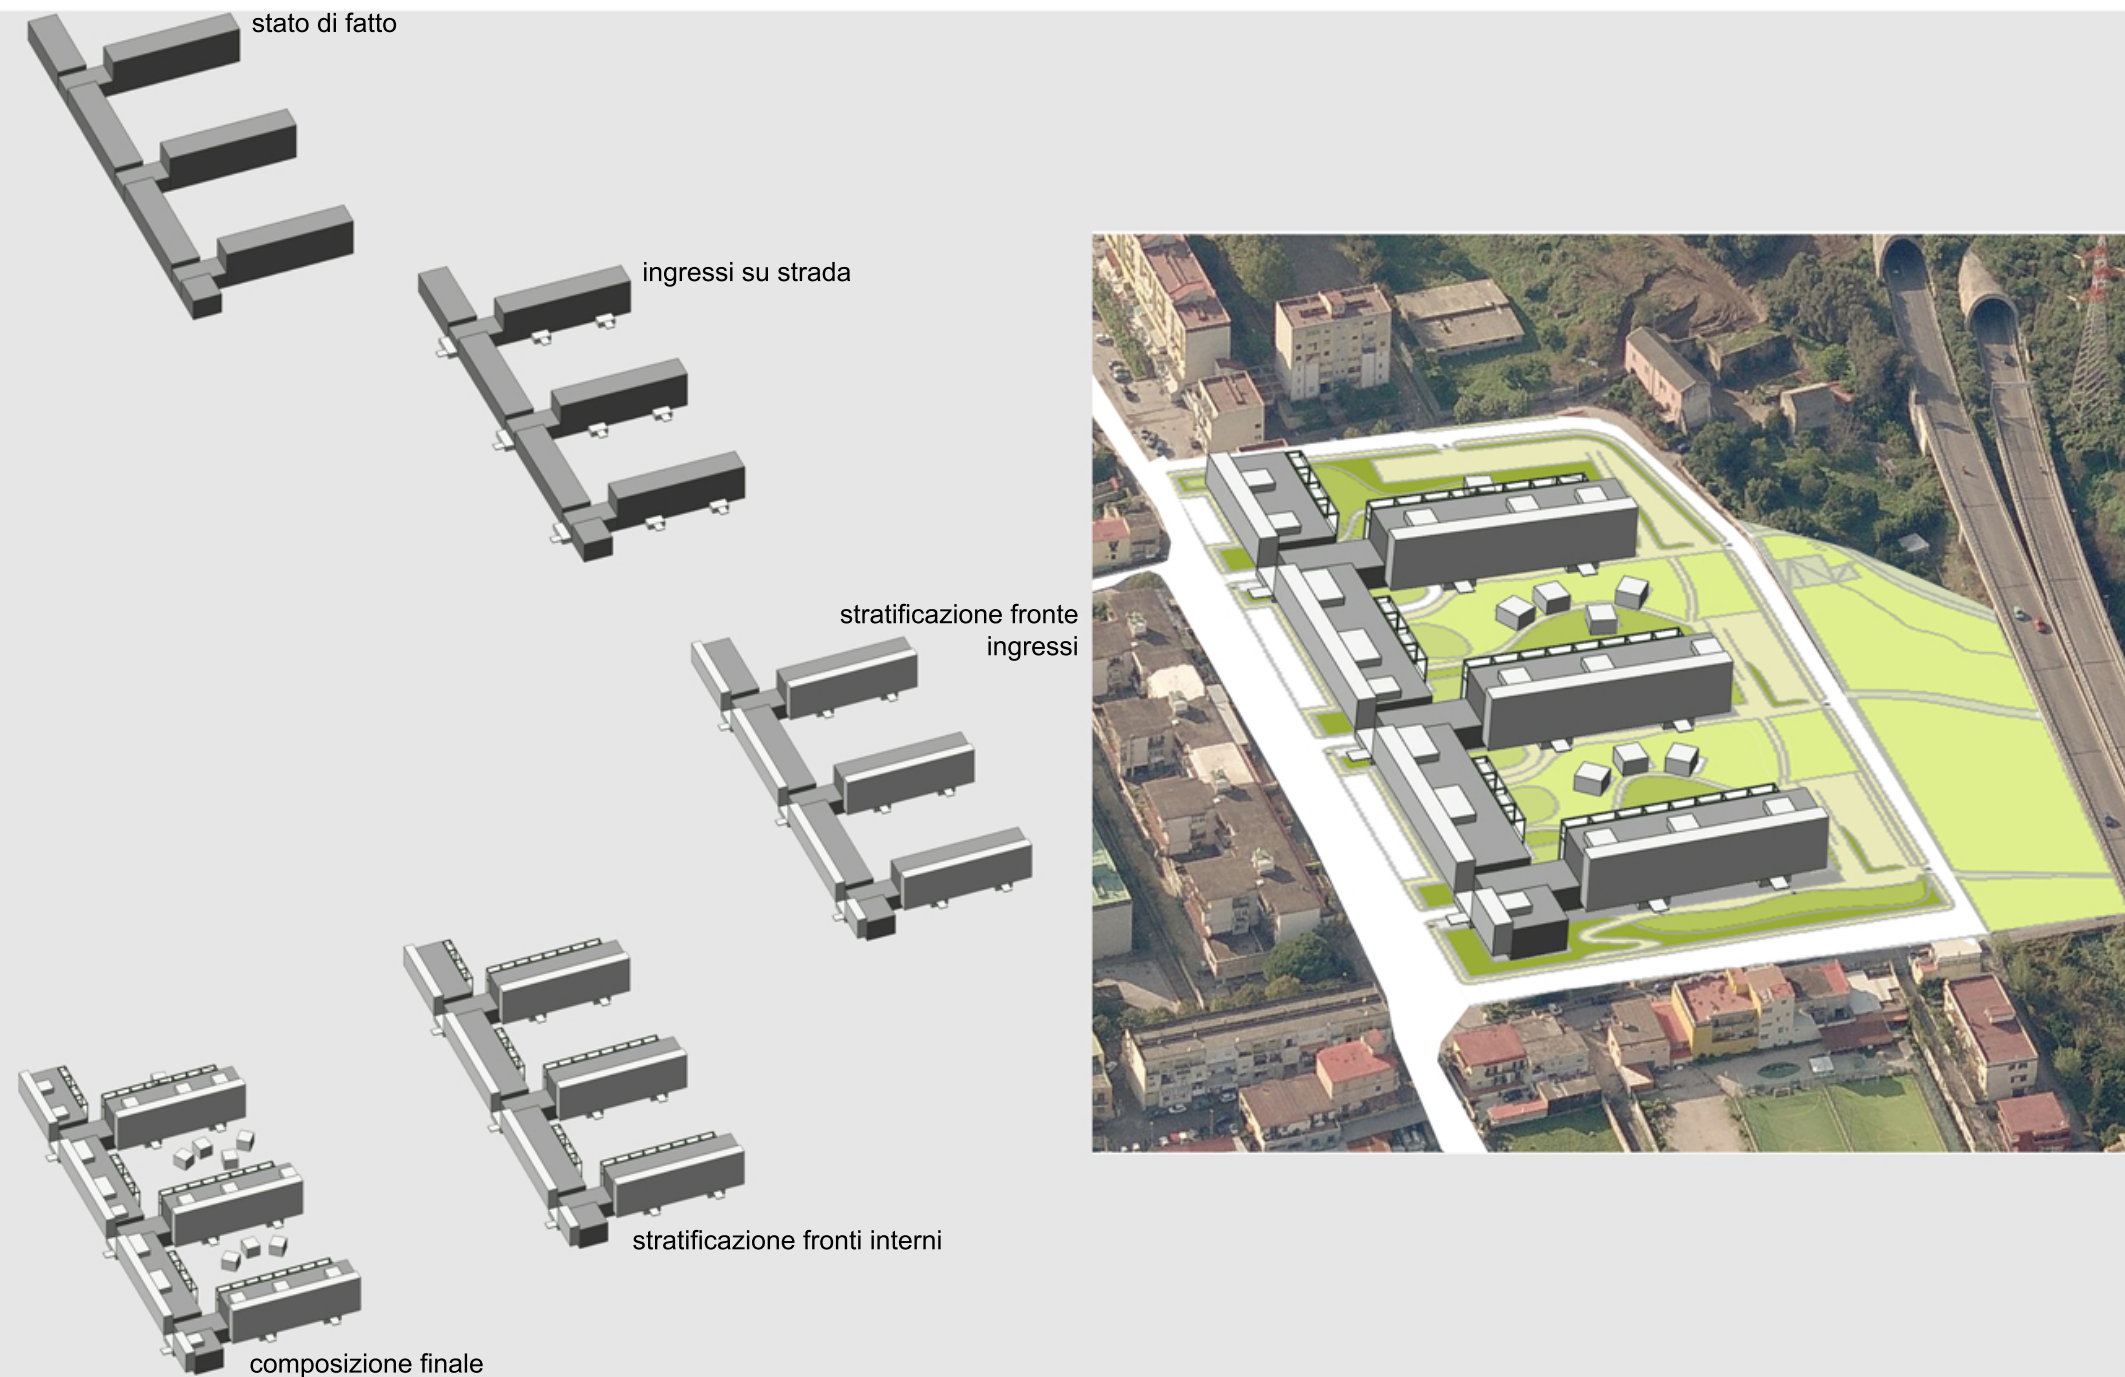 stato di fatto
ingressi su strada
stratificazione fronte
ingressi
stratificazione fronti interni
composizione finale